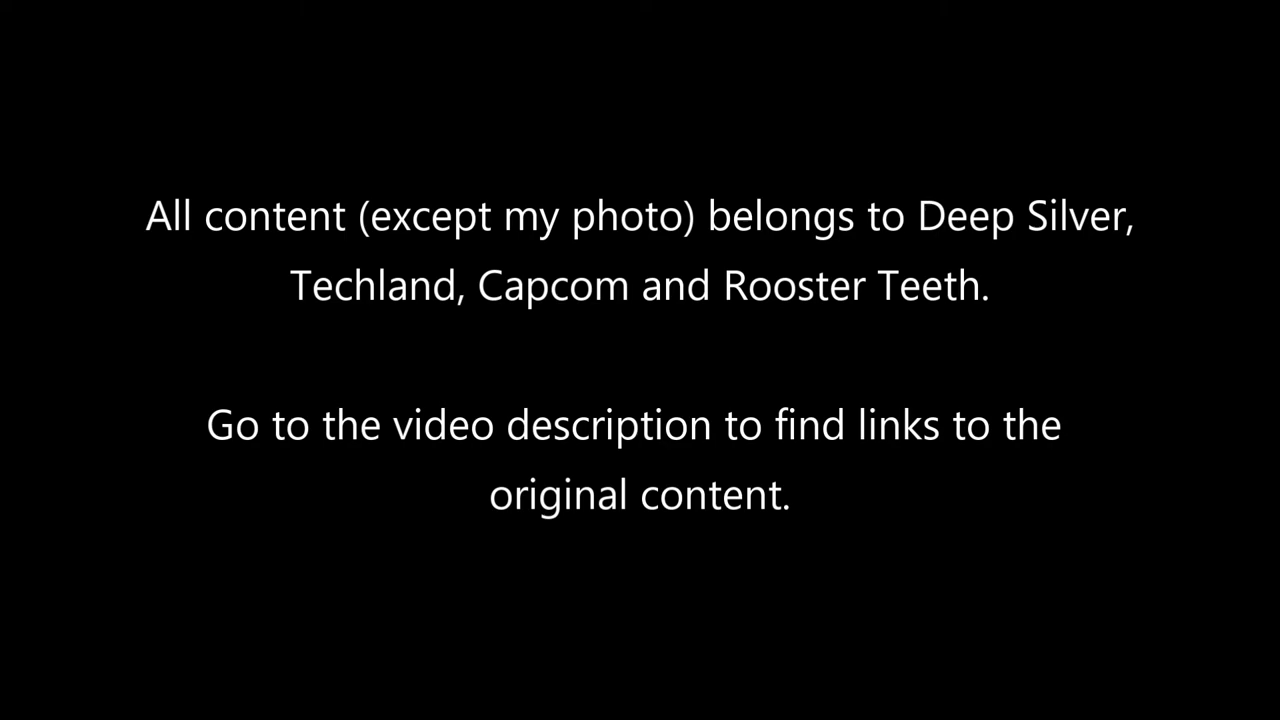 All content (except my photo) belongs to Deep Silver,
Techland, Capcom and Rooster Teeth.
Go to the video description to find links to the
original content.